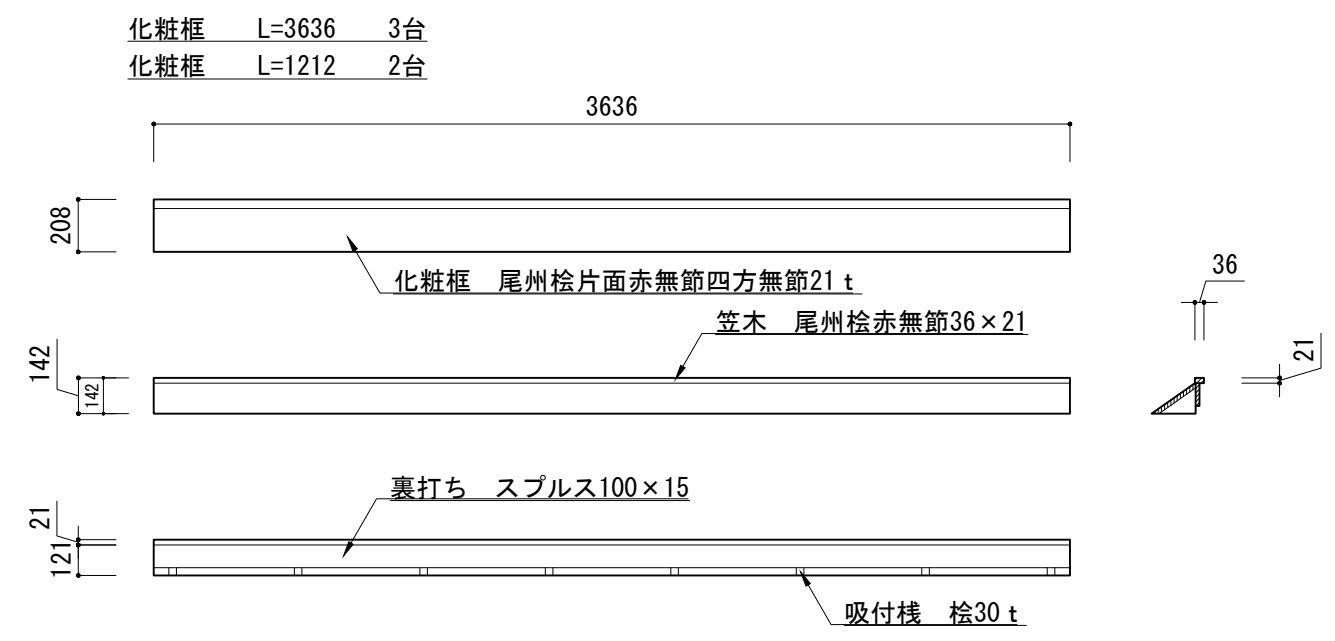 化粧框　L=3636　3台
化粧框　L=1212　2台
3636
208
化粧框　尾州桧片面赤無節四方無節21ｔ
36
笠木　尾州桧赤無節36×21
142
142
21
裏打ち　スプルス100×15
21
121
吸付桟　桧30ｔ